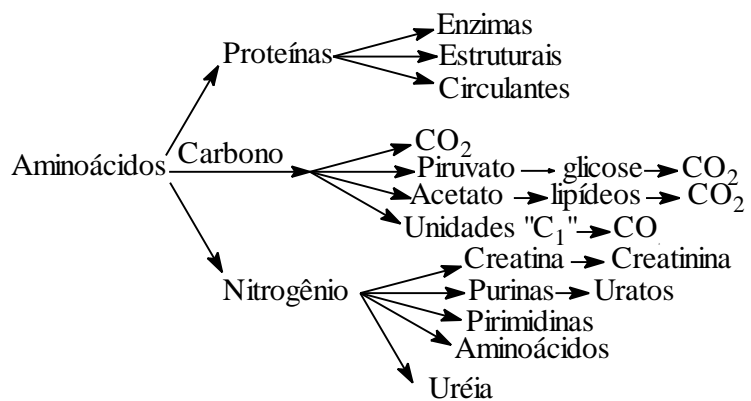 Enzimas
Proteínas Estruturais
Circulantes
CO2
Aminoácidos Carbono Piruvato glicose CO2
Acetato lipídeos CO2
Unidades "C1" CO
Creatina Creatinina
Nitrogênio Purinas Uratos
Pirimidinas
Aminoácidos
Uréia